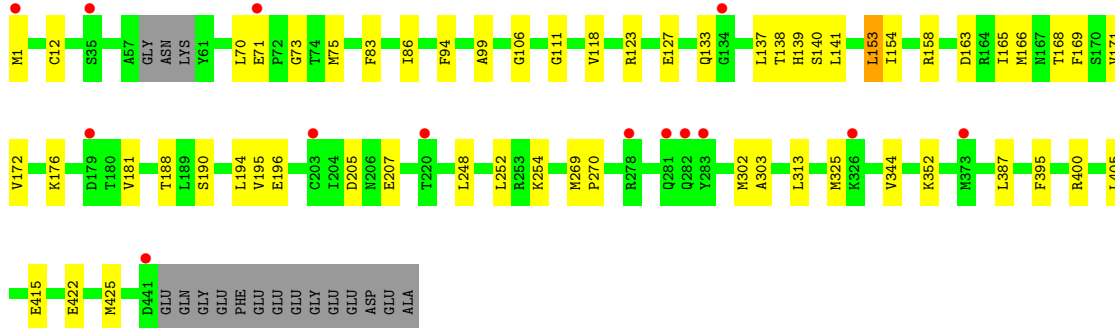 M1 C12 S35 A57 GLY ASN LYS Y61 L70 E71 P72 G73 T74 M75 F83 I86 F94 A99 G106 G111 V118 R123 E127 Q133 G134 L137 T138 H139 S140 L141 L153 I154 R158 D163 R164 I165 M166 N167 T168 F169 S170 V171
V172 K176 D179 T180 V181 T188 L189 S190 L194 V195 E196 C203 I204 D205 N206 E207 T220 L248 L252 R253 K254 M269 P270 R278 Q281 Q282 Y283 M302 A303 L313 M325 K326 V344 K352 M373 L387 F395 R400 L405
E415 E422 M425 D441 GLU GLN GLY GLU GLU PHE GLU GLU GLU GLY GLU GLU ASP GLU ALA